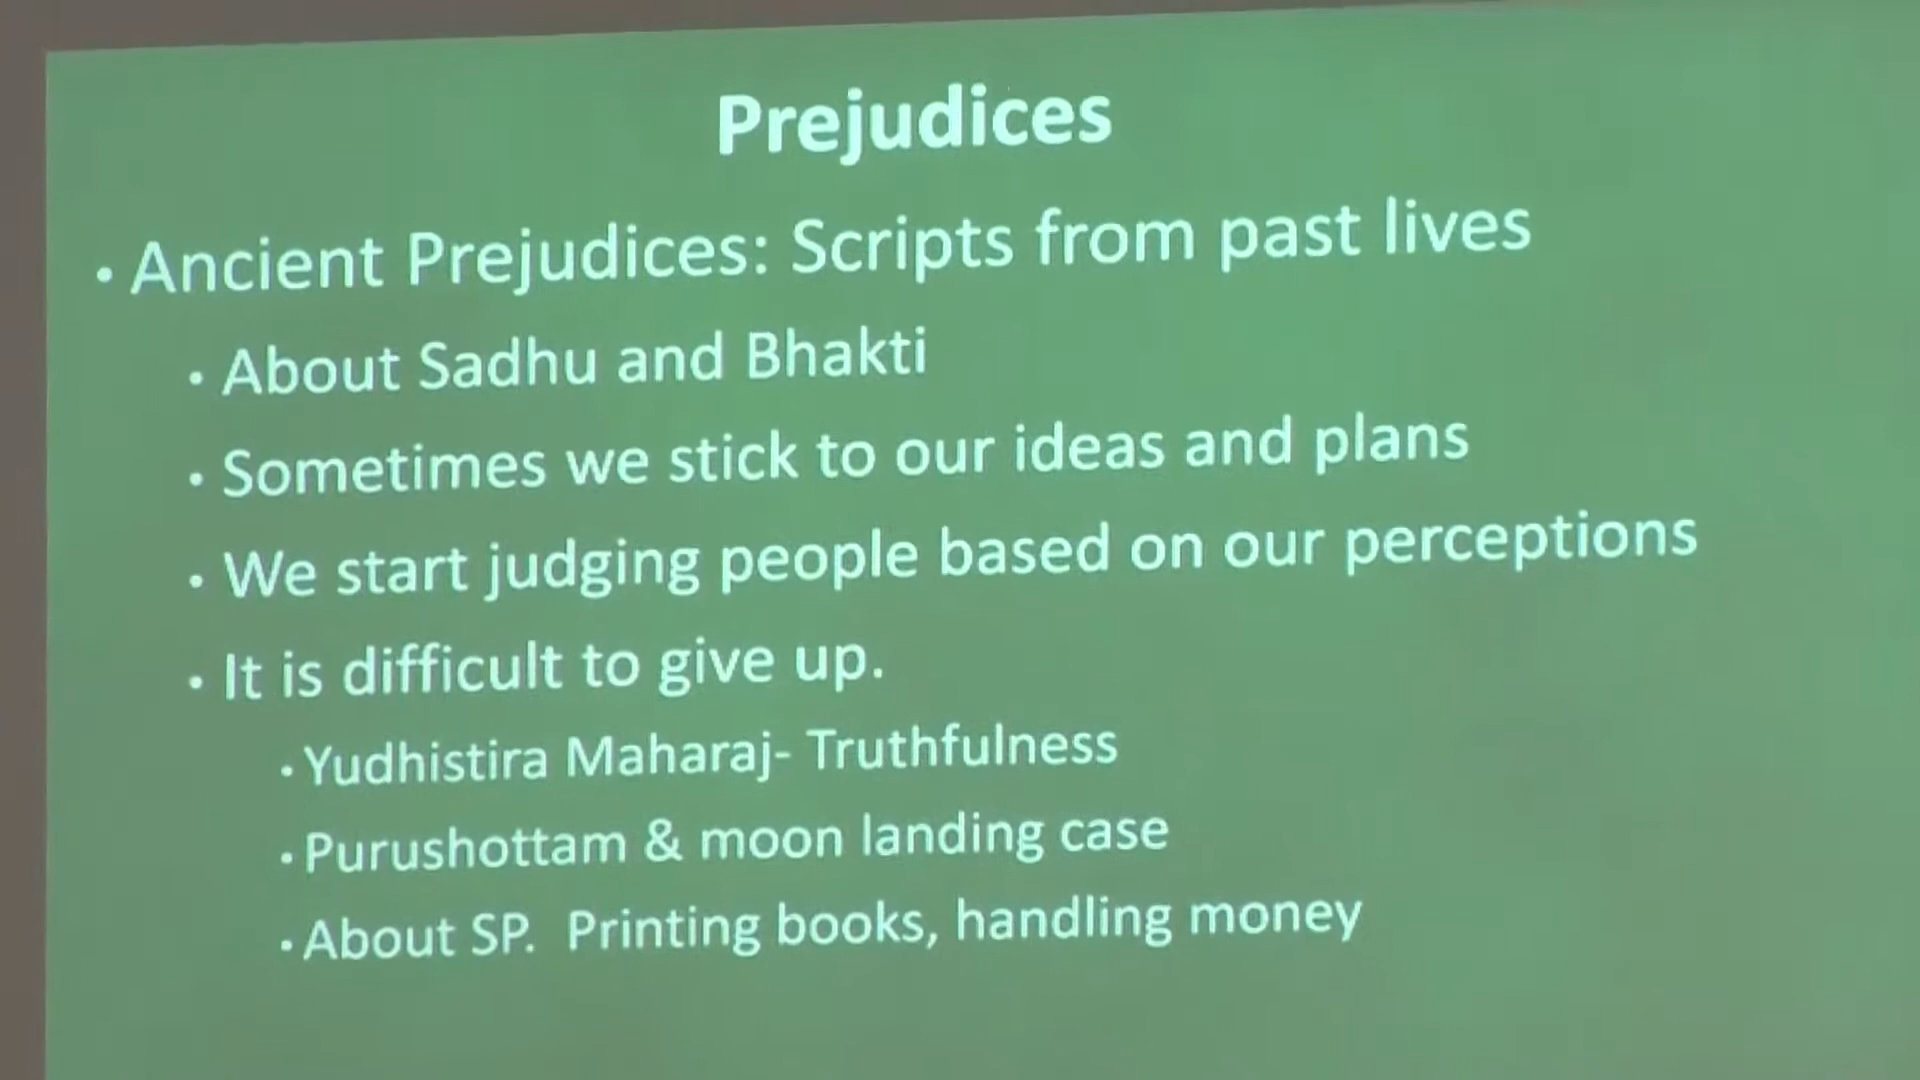 Prejudices
• Ancient Prejudices: Scripts from past lives
• About Sadhu and Bhakti
• Sometimes we stick to our ideas and plans
• We start judging people based on our perceptions
• It is difficult to give up.
• Yudhistira Maharaj- Truthfulness
• Purushottam & moon landing case
• About SP. Printing books, handling money